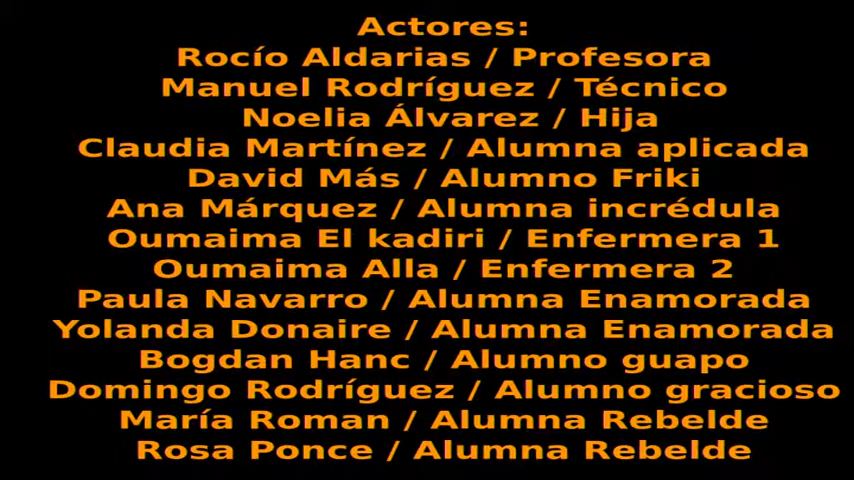 Actores:
Rocío Aldarias / Profesora
Manuel Rodríguez / Técnico
Noelia Álvarez / Hija
Claudia Martínez / Alumna aplicada
David Más / Alumno Friki
Ana Márquez / Alumna incrédula
Oumaima El kadiri / Enfermera 1
Oumaima Alla / Enfermera 2
Paula Navarro / Alumna Enamorada
Yolanda Donaire / Alumna Enamorada
Bogdan Hanc / Alumno guapo
Domingo Rodríguez / Alumno gracioso
María Roman / Alumna Rebelde
Rosa Ponce / Alumna Rebelde